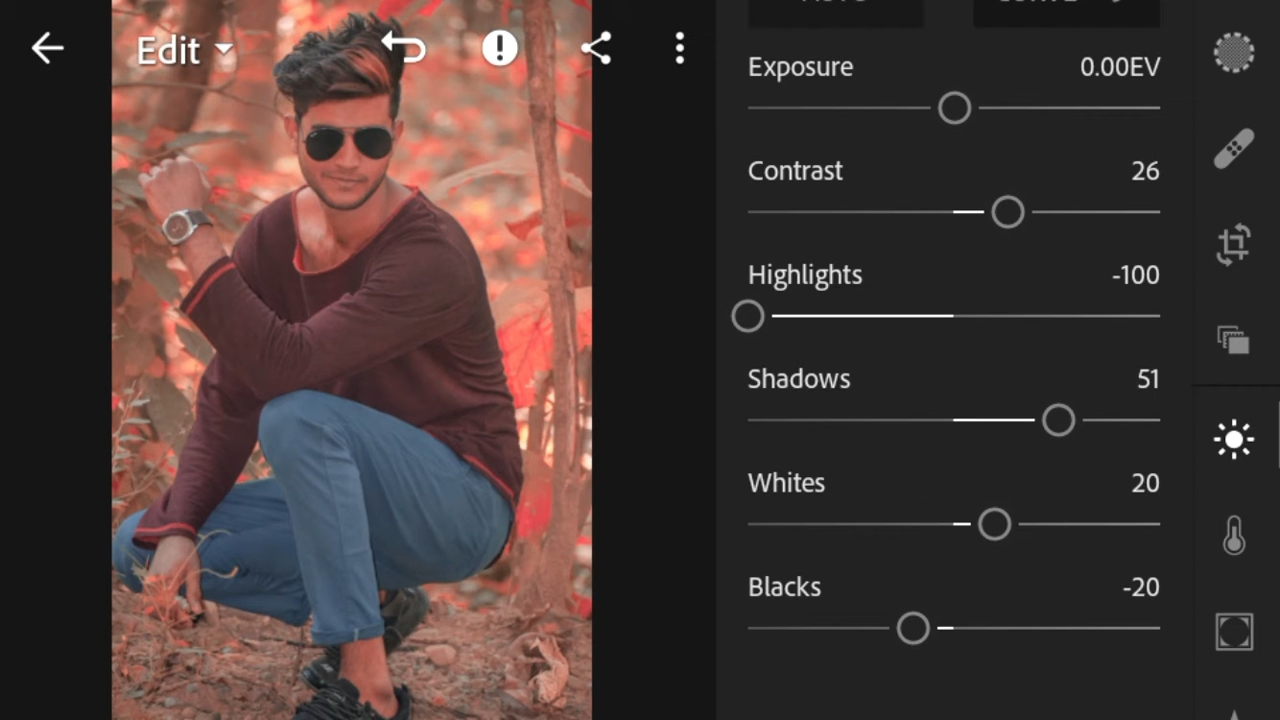 Edit
Exposure 0.00EV
Contrast 26
Highlights -100
Shadows 51
Whites 20
Blacks -20